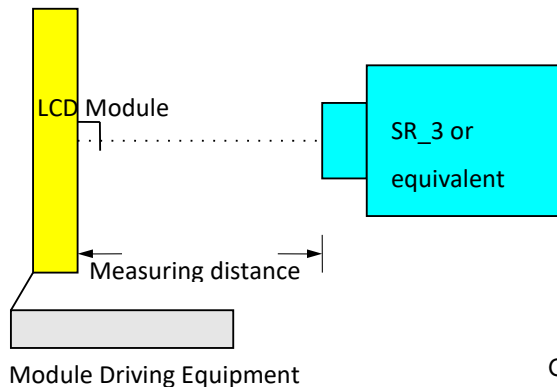 LCD Module
SR_3 or
equivalent
Measuring distance
Module Driving Equipment